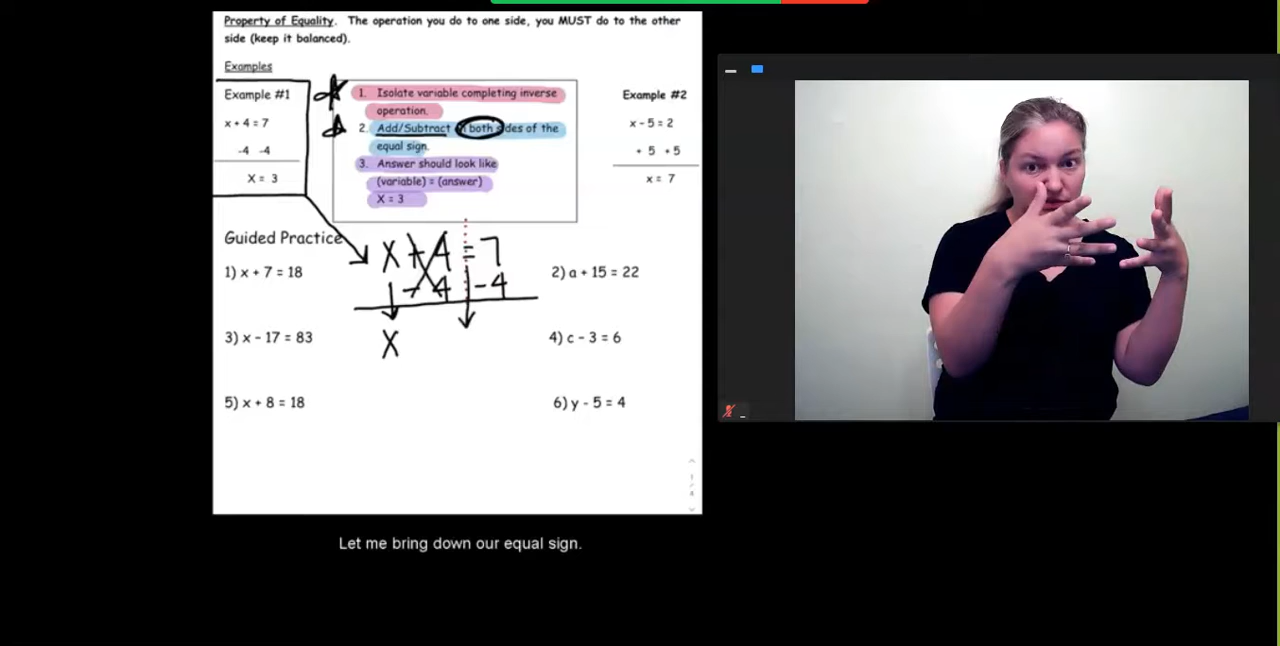 Property of Equality. The operation you do to one side, you MUST do to the other
side (keep it balanced).
Examples
Example #1
x + 4 = 7
-4 -4
X = 3
1. Isolate variable completing inverse
operation.
2. Add/Subtract both sides of the
equal sign.
3. Answer should look like
(variable) = (answer)
X = 3
Example #2
x - 5 = 2
+ 5 + 5
x = 7
Guided Practice
X + 4 = 7
- 4 - 4
X
1) x + 7 = 18
2) a + 15 = 22
3) x - 17 = 83
4) c - 3 = 6
5) x + 8 = 18
6) y - 5 = 4
1 / 4
Let me bring down our equal sign.